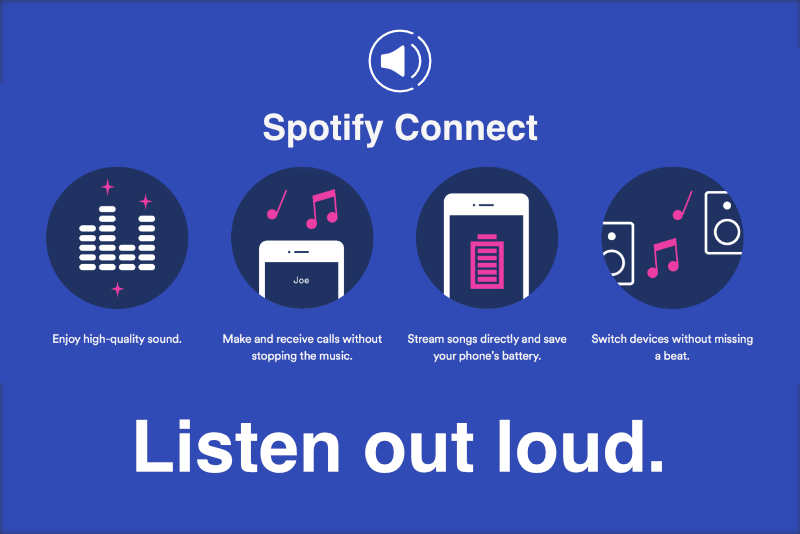 Spotify Connect
Joe
Enjoy high-quality sound.
Make and receive calls without
stopping the music.
Stream songs directly and save
your phone's battery.
Switch devices without missing
a beat.
Listen out loud.